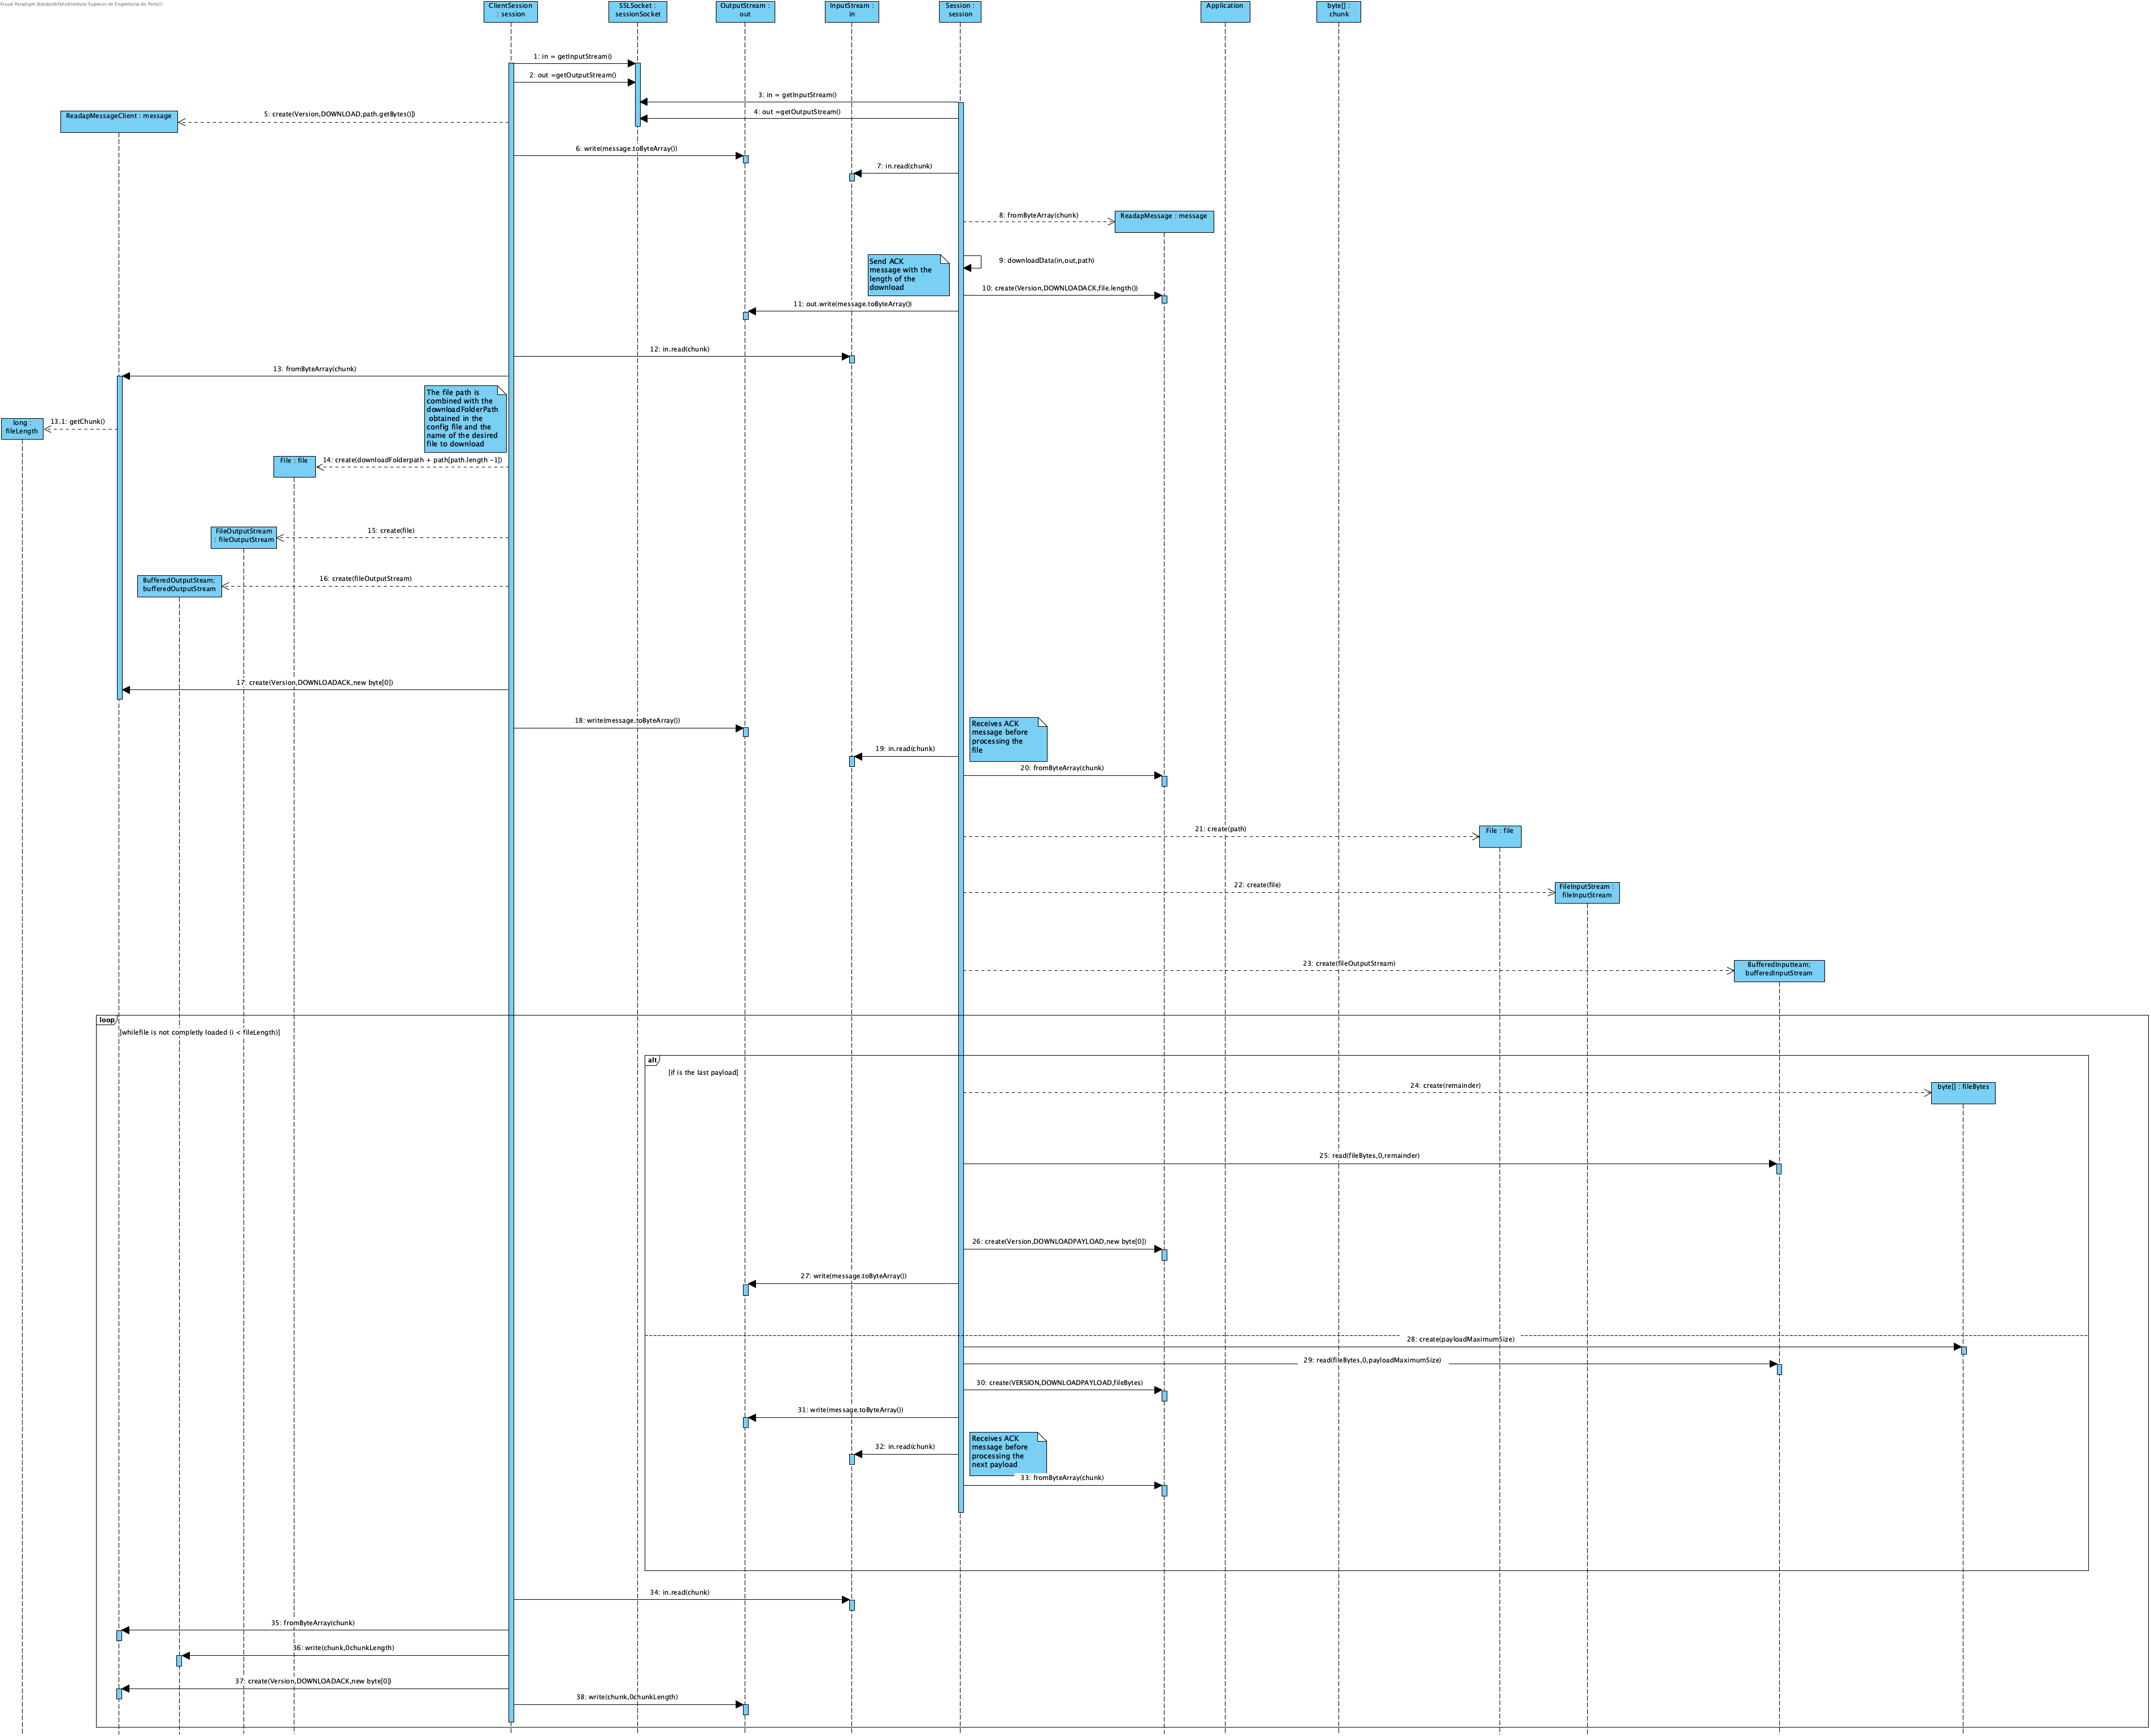 Visual Paradigm Standard(Nilo(Instituto Superior de Engenharia do Porto))
ClientSession
: session
SSLSocket :
sessionSocket
OutputStream :
out
InputStream :
in
Session :
session
Application
byte[] :
chunk
1: in = getInputStream()
2: out =getOutputStream()
3: in = getInputStream()
4: out =getOutputStream()
ReadapMessageClient : message
5: create(Version,DOWNLOAD,path.getBytes()])
6: write(message.toByteArray())
7: in.read(chunk)
8: fromByteArray(chunk)
ReadapMessage : message
Send ACK
message with the
length of the
download
9: downloadData(in,out,path)
10: create(Version,DOWNLOADACK,file.length())
11: out.write(message.toByteArray())
12: in.read(chunk)
13: fromByteArray(chunk)
The file path is
combined with the
downloadFolderPath
obtained in the
config file and the
name of the desired
file to download
long :
fileLength
13.1: getChunk()
File : file
14: create(downloadFolderpath + path[path.length -1])
FileOutputStream
: fileOutputStream
15: create(file)
BufferedOutputSteam;
bufferedOutputStream
16: create(fileOutputStream)
17: create(Version,DOWNLOADACK,new byte[0])
18: write(message.toByteArray())
Receives ACK
message before
processing the
file
19: in.read(chunk)
20: fromByteArray(chunk)
21: create(path)
File : file
22: create(file)
FileInputStream :
fileInputStream
23: create(fileOutputStream)
BufferedInputteam;
bufferedInputStream
loop
[whilefile is not completly loaded (i < fileLength)]
alt
[if is the last payload]
24: create(remainder)
byte[] : fileBytes
25: read(fileBytes,0,remainder)
26: create(Version,DOWNLOADPAYLOAD,new byte[0])
27: write(message.toByteArray())
28: create(payloadMaximumSize)
29: read(fileBytes,0,payloadMaximumSize)
30: create(VERSION,DOWNLOADPAYLOAD,fileBytes)
31: write(message.toByteArray())
Receives ACK
message before
processing the
next payload
32: in.read(chunk)
33: fromByteArray(chunk)
34: in.read(chunk)
35: fromByteArray(chunk)
36: write(chunk,0chunkLength)
37: create(Version,DOWNLOADACK,new byte[0])
38: write(chunk,0chunkLength)